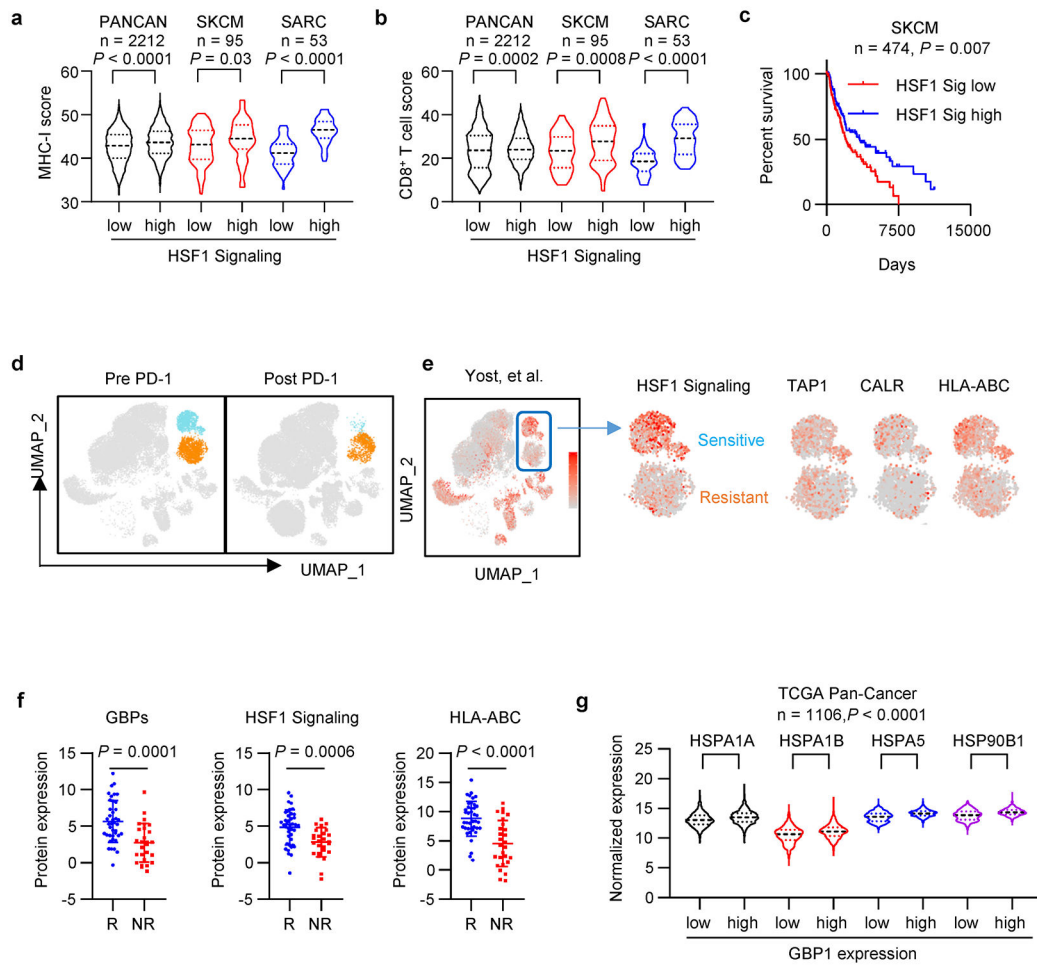 a
PANCAN SKCM SARC
n = 2212 n = 95 n = 53
P < 0.0001 P = 0.03 P < 0.0001
MHC-I score
60
50
40
30
low high low high low high
HSF1 Signaling
b
PANCAN SKCM SARC
n = 2212 n = 95 n = 53
P = 0.0002 P = 0.0008 P < 0.0001
CD8⁺ T cell score
60
40
20
0
low high low high low high
HSF1 Signaling
c
SKCM
n = 474, P = 0.007
HSF1 Sig low
HSF1 Sig high
Percent survival
100
50
0
0 7500 15000
Days
d
Pre PD-1 Post PD-1
UMAP_2
UMAP_1
e
Yost, et al.
UMAP_2
UMAP_1
HSF1 Signaling TAP1 CALR HLA-ABC
Sensitive
Resistant
f
GBPs
P = 0.0001
Protein expression
15
10
5
0
-5
R NR
HSF1 Signaling
P = 0.0006
Protein expression
15
10
5
0
-5
R NR
HLA-ABC
P < 0.0001
Protein expression
20
15
10
5
0
-5
R NR
g
TCGA Pan-Cancer
n = 1106,P < 0.0001
HSPA1A HSPA1B HSPA5 HSP90B1
Normalized expression
25
20
15
10
5
0
low high low high low high low high
GBP1 expression